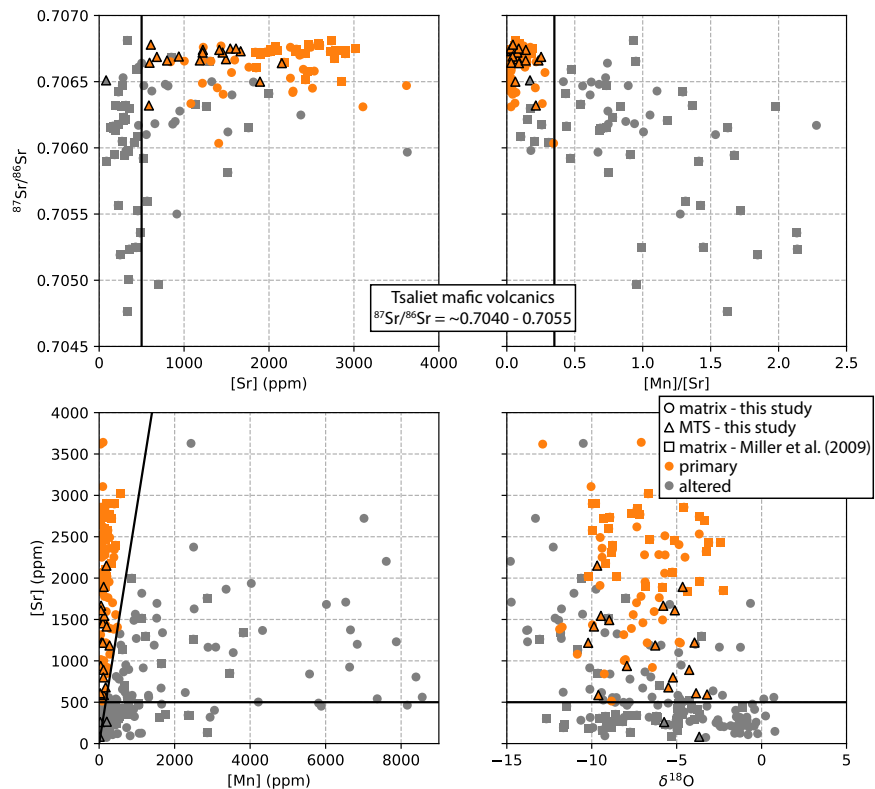 0.7070
0.7065
0.7060
0.7055
0.7050
0.7045
⁸⁷Sr/⁸⁶Sr
0
1000
2000
3000
4000
[Sr] (ppm)
0.0
0.5
1.0
1.5
2.0
2.5
[Mn]/[Sr]
Tsaliet mafic volcanics
⁸⁷Sr/⁸⁶Sr = ~0.7040 - 0.7055
4000
3500
3000
2500
2000
1500
1000
500
0
[Sr] (ppm)
0
2000
4000
6000
8000
[Mn] (ppm)
matrix - this study
MTS - this study
matrix - Miller et al. (2009)
primary
altered
−15
−10
−5
0
5
δ¹⁸O